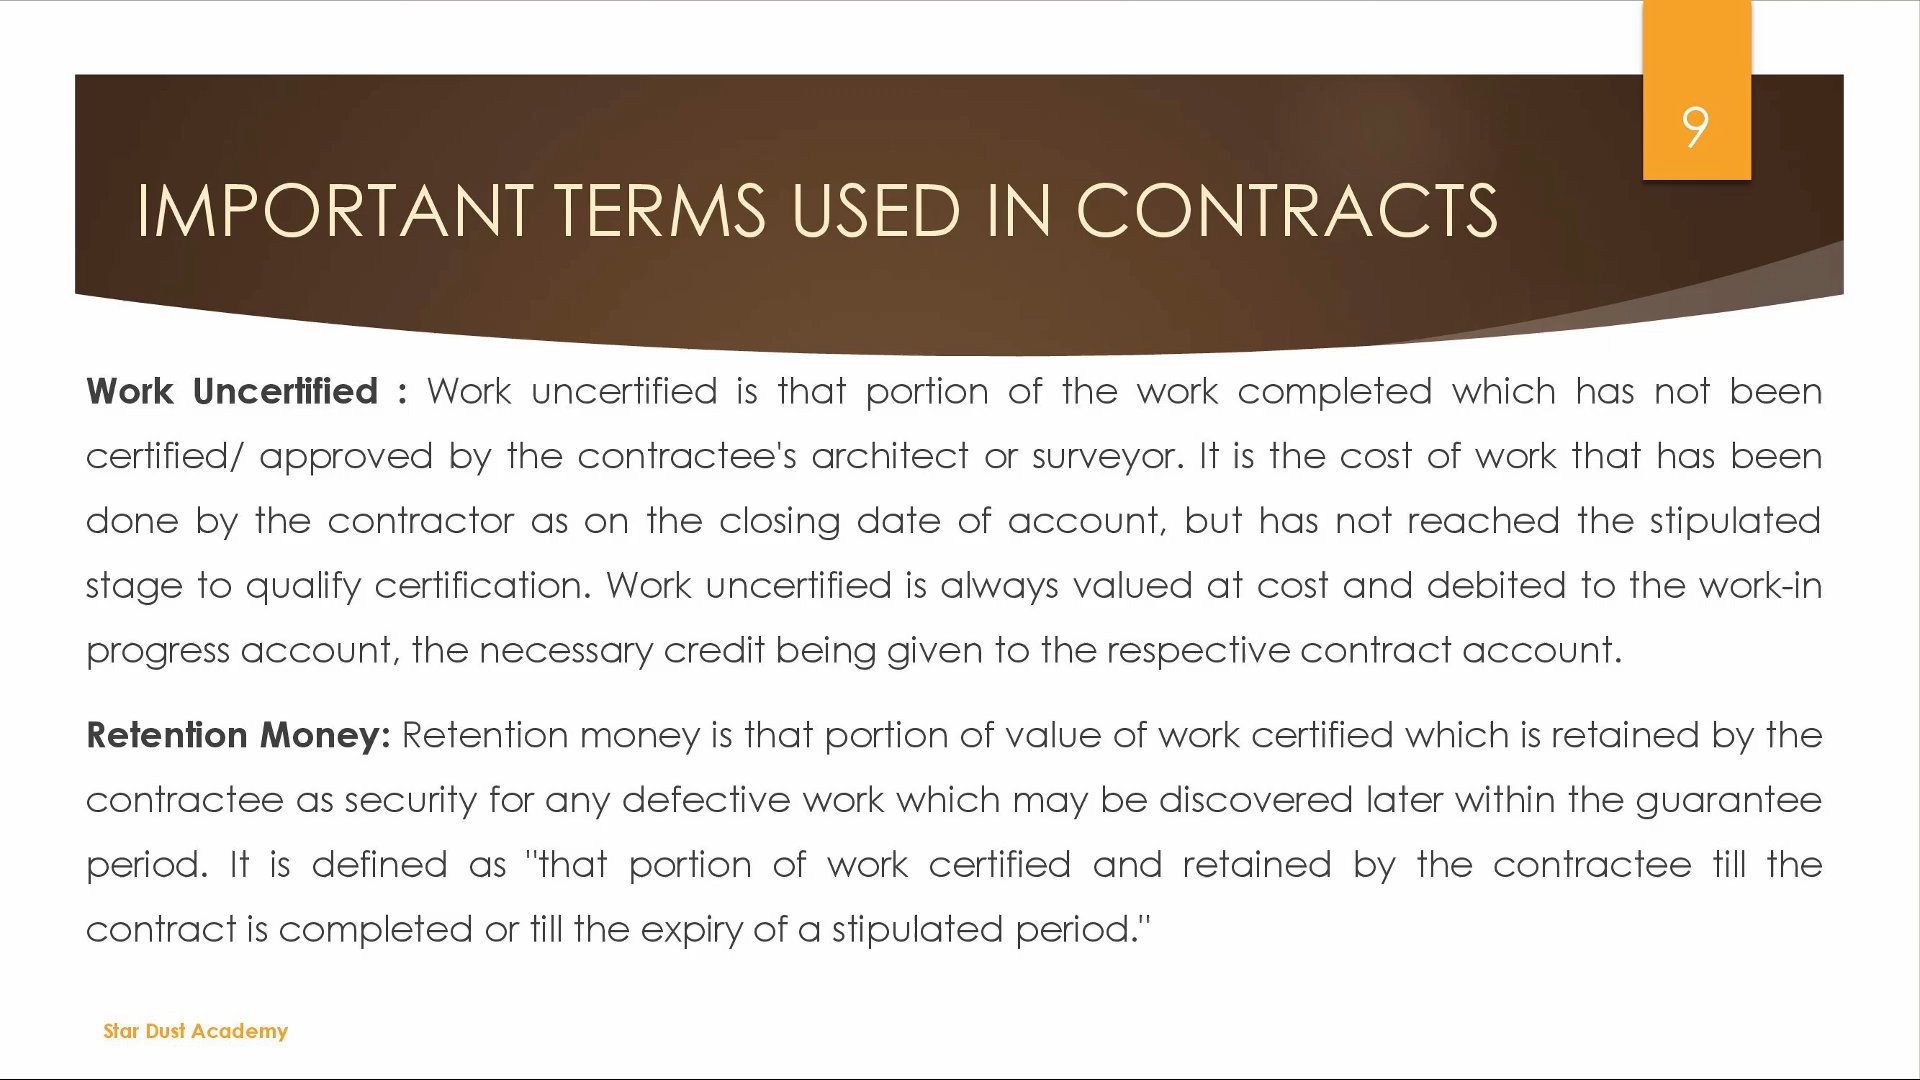 9
IMPORTANT TERMS USED IN CONTRACTS
Work Uncertified : Work uncertified is that portion of the work completed which has not been
certified/ approved by the contractee's architect or surveyor. It is the cost of work that has been
done by the contractor as on the closing date of account, but has not reached the stipulated
stage to qualify certification. Work uncertified is always valued at cost and debited to the work-in
progress account, the necessary credit being given to the respective contract account.
Retention Money: Retention money is that portion of value of work certified which is retained by the
contractee as security for any defective work which may be discovered later within the guarantee
period. It is defined as "that portion of work certified and retained by the contractee till the
contract is completed or till the expiry of a stipulated period."
Star Dust Academy